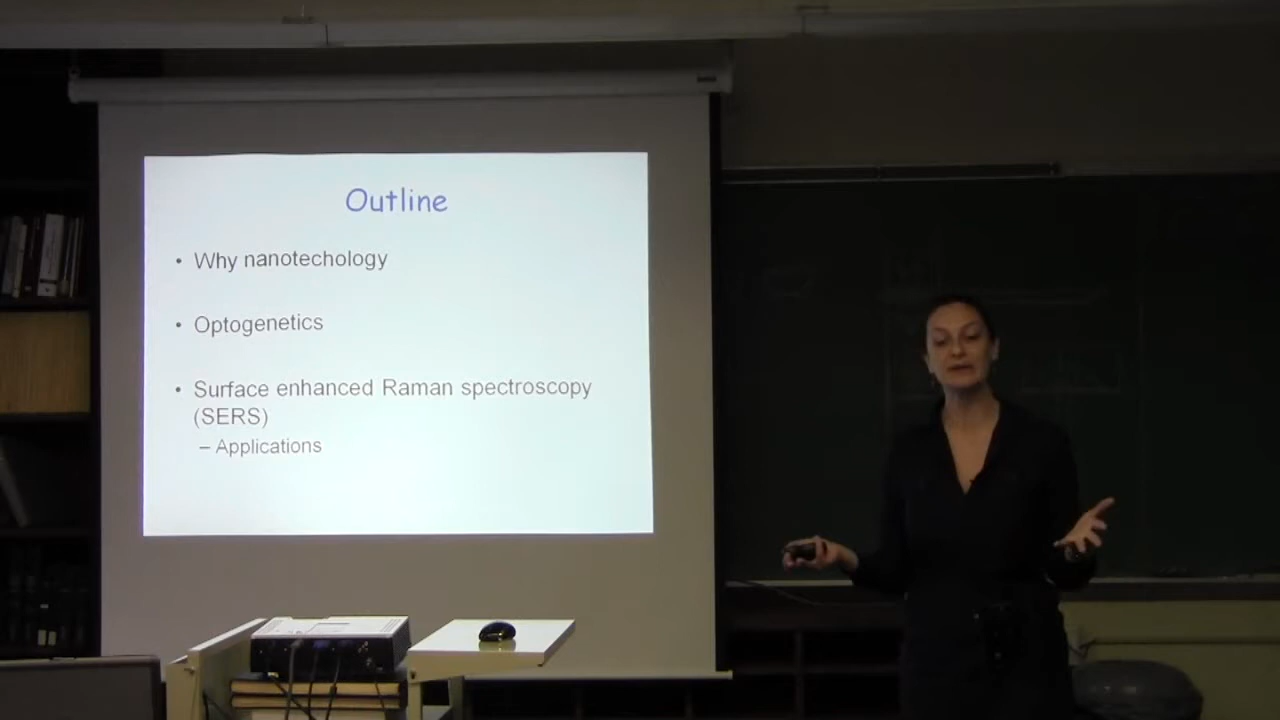 Outline
• Why nanotechology
• Optogenetics
• Surface enhanced Raman spectroscopy
(SERS)
– Applications